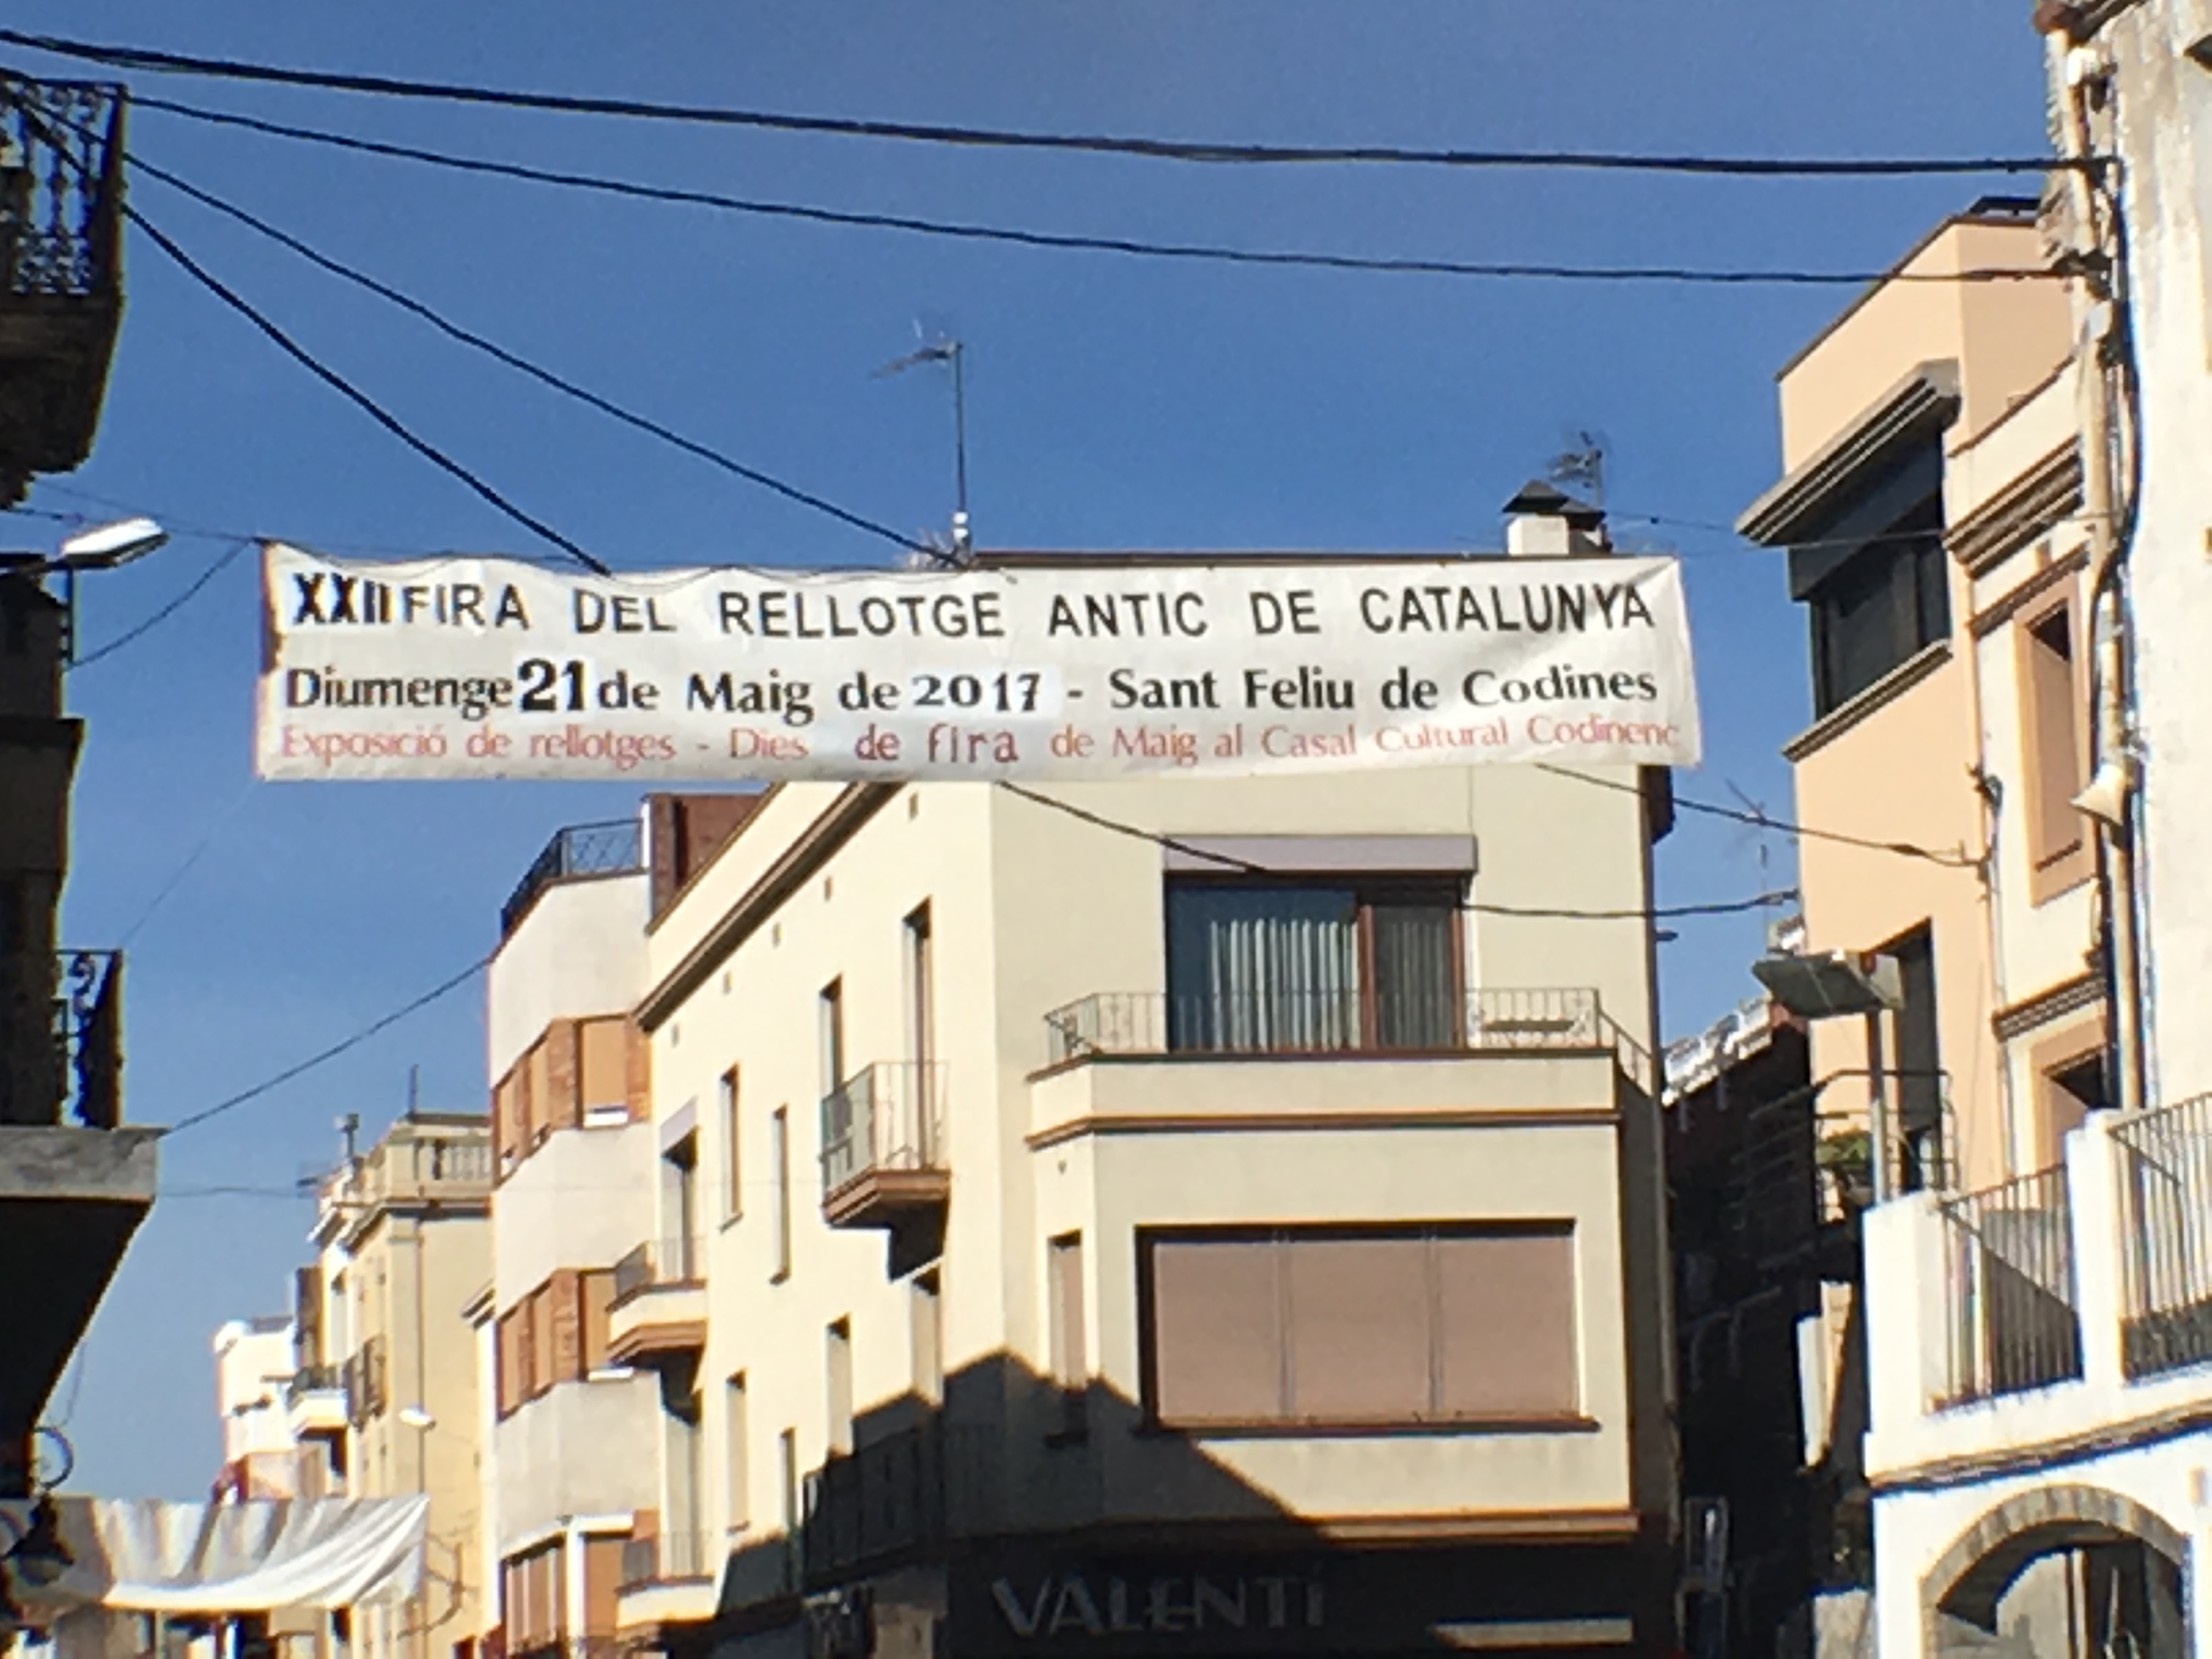 XXII FIRA DEL RELLOTGE ANTIC DE CATALUNYA
Diumenge 21 de Maig de 2017 - Sant Feliu de Codines
Exposició de rellotges - Dies de fira de Maig al Casal Cultural Codinenc
VALENTI